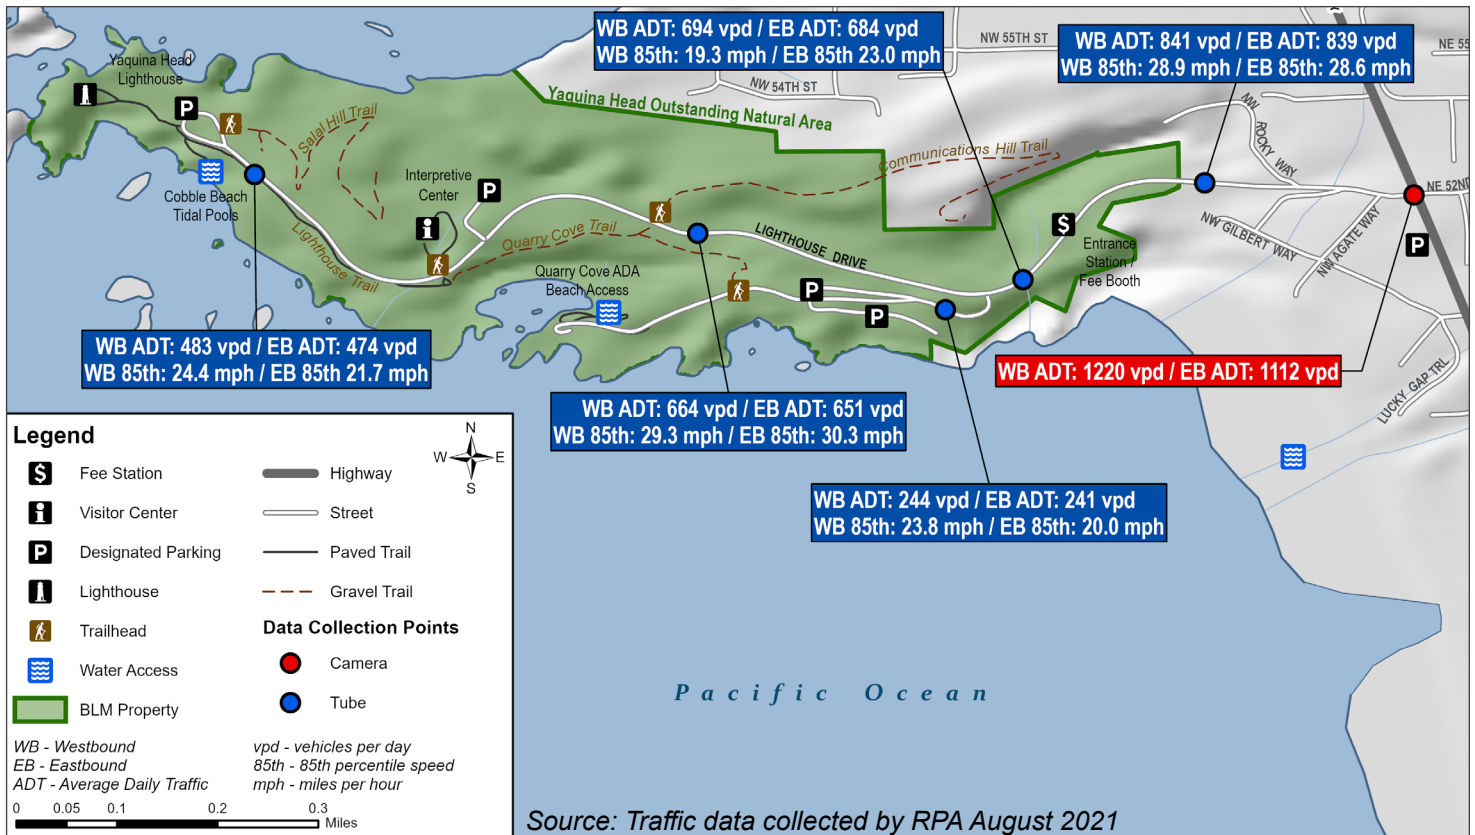 WB ADT: 694 vpd / EB ADT: 684 vpd
WB 85th: 19.3 mph / EB 85th 23.0 mph
WB ADT: 841 vpd / EB ADT: 839 vpd
WB 85th: 28.9 mph / EB 85th: 28.6 mph
NW 55TH ST
NE 55
NW 54TH ST
Yaquina Head
Lighthouse
P
Salal Hill Trail
Yaquina Head Outstanding Natural Area
Communications Hill Trail
NW ROCKY WAY
NE 52ND
Cobble Beach
Tidal Pools
Interpretive
Center
P
i
Lighthouse Trail
Quarry Cove Trail
LIGHTHOUSE DRIVE
$
Entrance
Station /
Fee Booth
NW GILBERT WAY
NW AGATE WAY
P
Quarry Cove ADA
Beach Access
P
P
WB ADT: 483 vpd / EB ADT: 474 vpd
WB 85th: 24.4 mph / EB 85th 21.7 mph
WB ADT: 1220 vpd / EB ADT: 1112 vpd
LUCKY GAP TRL
WB ADT: 664 vpd / EB ADT: 651 vpd
WB 85th: 29.3 mph / EB 85th: 30.3 mph
WB ADT: 244 vpd / EB ADT: 241 vpd
WB 85th: 23.8 mph / EB 85th: 20.0 mph
Pacific Ocean
Legend
N
W E
S
$ Fee Station
i Visitor Center
P Designated Parking
Lighthouse
Trailhead
Water Access
BLM Property
Highway
Street
Paved Trail
Gravel Trail
Data Collection Points
Camera
Tube
WB - Westbound
EB - Eastbound
ADT - Average Daily Traffic
vpd - vehicles per day
85th - 85th percentile speed
mph - miles per hour
0 0.05 0.1 0.2 0.3
Miles
Source: Traffic data collected by RPA August 2021